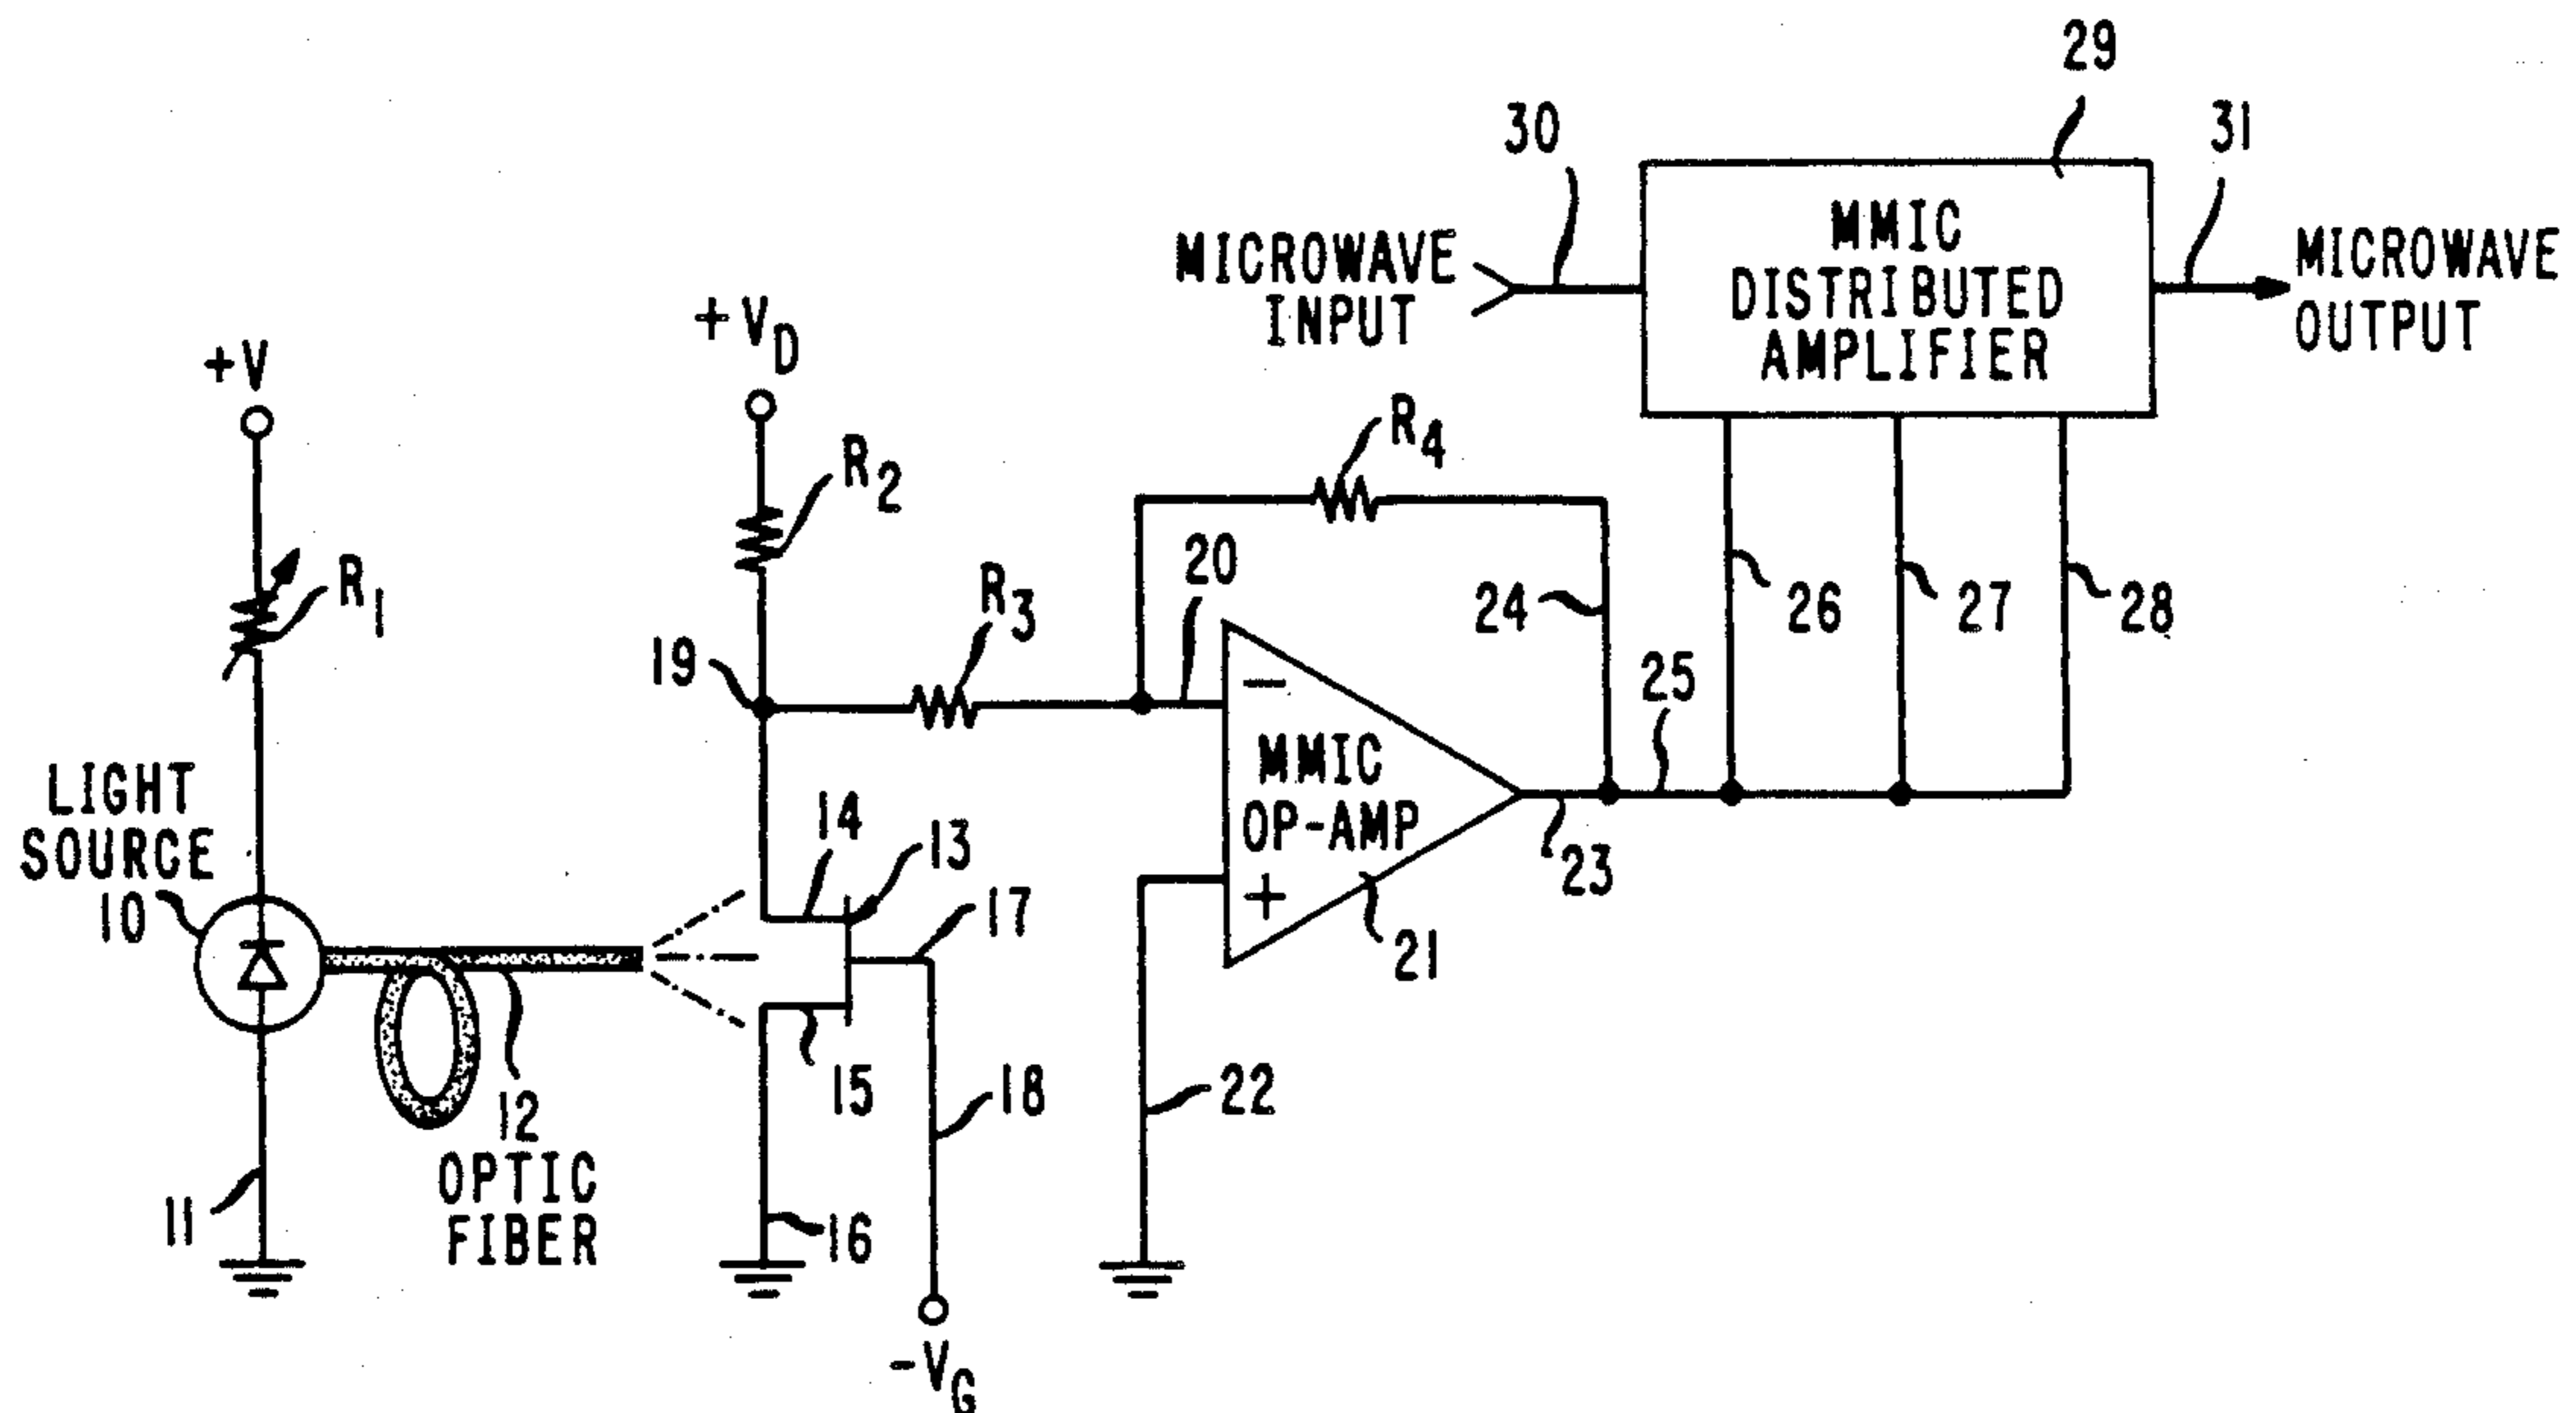 29
30
31
MICROWAVE
INPUT
MMIC
DISTRIBUTED
AMPLIFIER
MICROWAVE
OUTPUT
+V
+VD
R1
R2
R3
R4
19
20
24
25
26
27
28
LIGHT
SOURCE
10
14
13
17
MMIC
OP-AMP
−
+
21
23
11
12
OPTIC
FIBER
15
16
18
22
-VG